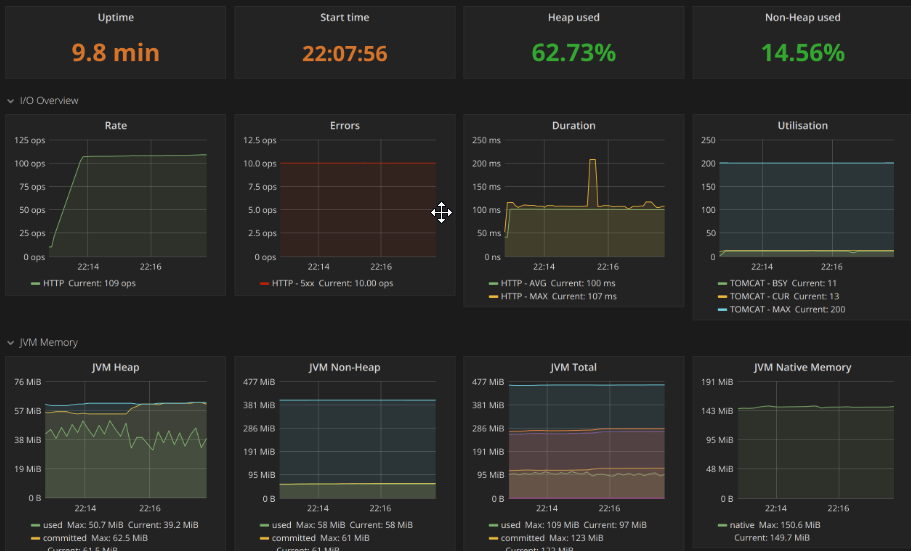 Uptime
Start time
Heap used
Non-Heap used
9.8 min
22:07:56
62.73%
14.56%
I/O Overview
Rate
125 ops
100 ops
75 ops
50 ops
25 ops
0 ops
22:14
22:16
HTTP Current: 109 ops
Errors
12.5 ops
10.0 ops
7.5 ops
5.0 ops
2.5 ops
0 ops
22:14
22:16
HTTP - 5xx Current: 10.00 ops
Duration
250 ms
200 ms
150 ms
100 ms
50 ms
0 ms
22:14
22:16
HTTP - AVG Current: 100 ms
HTTP - MAX Current: 107 ms
Utilisation
250
200
150
100
50
0
22:14
22:16
TOMCAT - BSY Current: 11
TOMCAT - CUR Current: 13
TOMCAT - MAX Current: 200
JVM Memory
JVM Heap
76 MiB
57 MiB
38 MiB
19 MiB
0 B
22:14
22:16
used Max: 50.7 MiB Current: 39.2 MiB
committed Max: 62.5 MiB
Current: 61.5 MiB
JVM Non-Heap
477 MiB
381 MiB
286 MiB
191 MiB
95 MiB
0 B
22:14
22:16
used Max: 58 MiB Current: 58 MiB
committed Max: 61 MiB
Current: 61 MiB
JVM Total
477 MiB
381 MiB
286 MiB
191 MiB
95 MiB
0 B
22:14
22:16
used Max: 109 MiB Current: 97 MiB
committed Max: 123 MiB
Current: 122 MiB
JVM Native Memory
191 MiB
143 MiB
95 MiB
48 MiB
0 B
22:14
22:16
native Max: 150.6 MiB
Current: 149.7 MiB